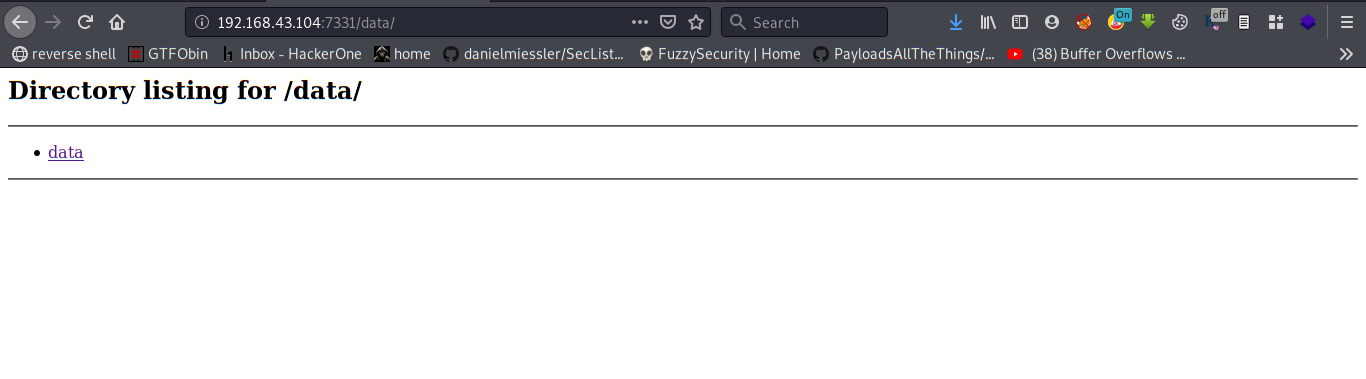 192.168.43.104:7331/data/
Search
On
off
reverse shell
GTFObin
Inbox - HackerOne
home
danielmiessler/SecList...
FuzzySecurity | Home
PayloadsAllTheThings/...
(38) Buffer Overflows ...
Directory listing for /data/
data